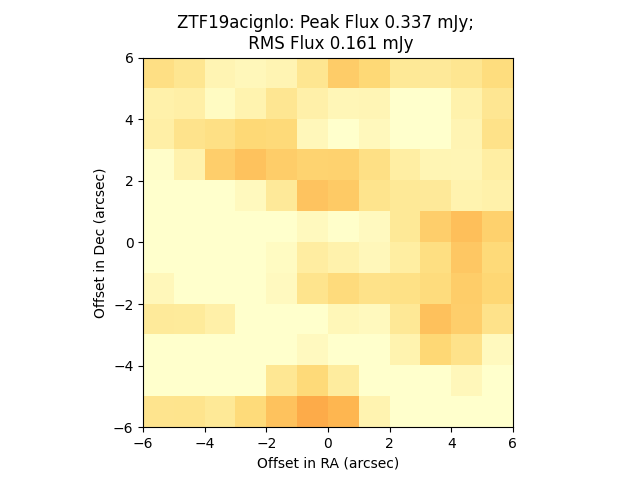 ZTF19acignlo: Peak Flux 0.337 mJy;
RMS Flux 0.161 mJy
6
4
2
0
−2
−4
−6
Offset in Dec (arcsec)
−6 −4 −2 0 2 4 6
Offset in RA (arcsec)